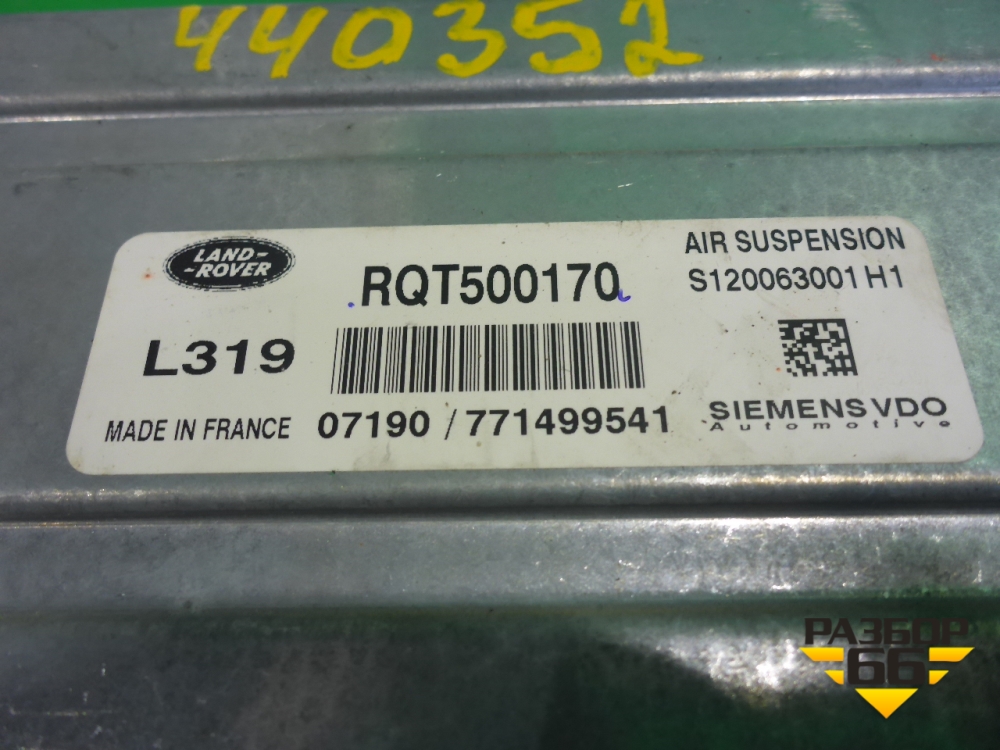 440352
LAND-
-ROVER
RQT500170
AIR SUSPENSION
S120063001 H1
L319
MADE IN FRANCE
07190 / 771499541
SIEMENS VDO
Automotive
РАЗБОР
66